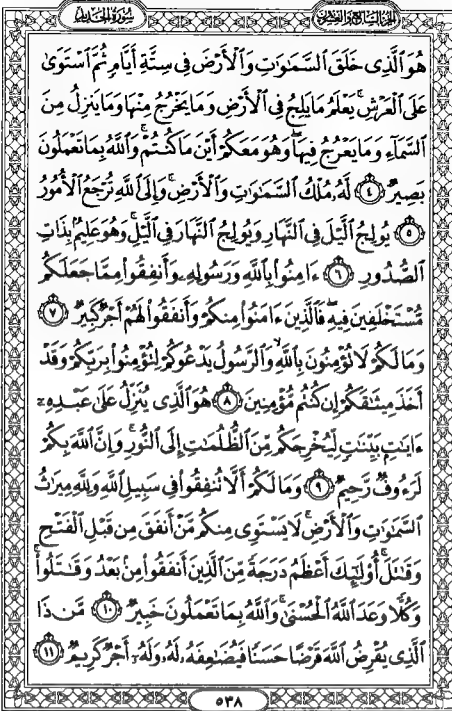 سورة الحديد الجزء السابع والعشرون
هُوَ ٱلَّذِى خَلَقَ ٱلسَّمَٰوَٰتِ وَٱلْأَرْضَ فِى سِتَّةِ أَيَّامٍ ثُمَّ ٱسْتَوَىٰ
عَلَى ٱلْعَرْشِ ۚ يَعْلَمُ مَا يَلِجُ فِى ٱلْأَرْضِ وَمَا يَخْرُجُ مِنْهَا وَمَا يَنزِلُ مِنَ
ٱلسَّمَآءِ وَمَا يَعْرُجُ فِيهَا ۖ وَهُوَ مَعَكُمْ أَيْنَ مَا كُنتُمْ ۚ وَٱللَّهُ بِمَا تَعْمَلُونَ
بَصِيرٌ ٤ لَّهُۥ مُلْكُ ٱلسَّمَٰوَٰتِ وَٱلْأَرْضِ ۚ وَإِلَى ٱللَّهِ تُرْجَعُ ٱلْأُمُورُ
٥ يُولِجُ ٱلَّيْلَ فِى ٱلنَّهَارِ وَيُولِجُ ٱلنَّهَارَ فِى ٱلَّيْلِ ۚ وَهُوَ عَلِيمٌۢ بِذَاتِ
ٱلصُّدُورِ ٦ ءَامِنُوا۟ بِٱللَّهِ وَرَسُولِهِۦ وَأَنفِقُوا۟ مِمَّا جَعَلَكُم
مُّسْتَخْلَفِينَ فِيهِ ۖ فَٱلَّذِينَ ءَامَنُوا۟ مِنكُمْ وَأَنفَقُوا۟ لَهُمْ أَجْرٌ كَبِيرٌ ٧
وَمَا لَكُمْ لَا تُؤْمِنُونَ بِٱللَّهِ ۙ وَٱلرَّسُولُ يَدْعُوكُمْ لِتُؤْمِنُوا۟ بِرَبِّكُمْ وَقَدْ
أَخَذَ مِيثَٰقَكُمْ إِن كُنتُم مُّؤْمِنِينَ ٨ هُوَ ٱلَّذِى يُنَزِّلُ عَلَىٰ عَبْدِهِۦٓ
ءَايَٰتٍۭ بَيِّنَٰتٍ لِّيُخْرِجَكُم مِّنَ ٱلظُّلُمَٰتِ إِلَى ٱلنُّورِ ۚ وَإِنَّ ٱللَّهَ بِكُمْ
لَرَءُوفٌ رَّحِيمٌ ٩ وَمَا لَكُمْ أَلَّا تُنفِقُوا۟ فِى سَبِيلِ ٱللَّهِ وَلِلَّهِ مِيرَٰثُ
ٱلسَّمَٰوَٰتِ وَٱلْأَرْضِ ۚ لَا يَسْتَوِى مِنكُم مَّنْ أَنفَقَ مِن قَبْلِ ٱلْفَتْحِ
وَقَٰتَلَ ۚ أُو۟لَٰٓئِكَ أَعْظَمُ دَرَجَةً مِّنَ ٱلَّذِينَ أَنفَقُوا۟ مِنۢ بَعْدُ وَقَٰتَلُوا۟ ۚ
وَكُلًّا وَعَدَ ٱللَّهُ ٱلْحُسْنَىٰ ۚ وَٱللَّهُ بِمَا تَعْمَلُونَ خَبِيرٌ ١٠ مَّن ذَا
ٱلَّذِى يُقْرِضُ ٱللَّهَ قَرْضًا حَسَنًا فَيُضَٰعِفَهُۥ لَهُۥ وَلَهُۥٓ أَجْرٌ كَرِيمٌ ١١
٥٣٨